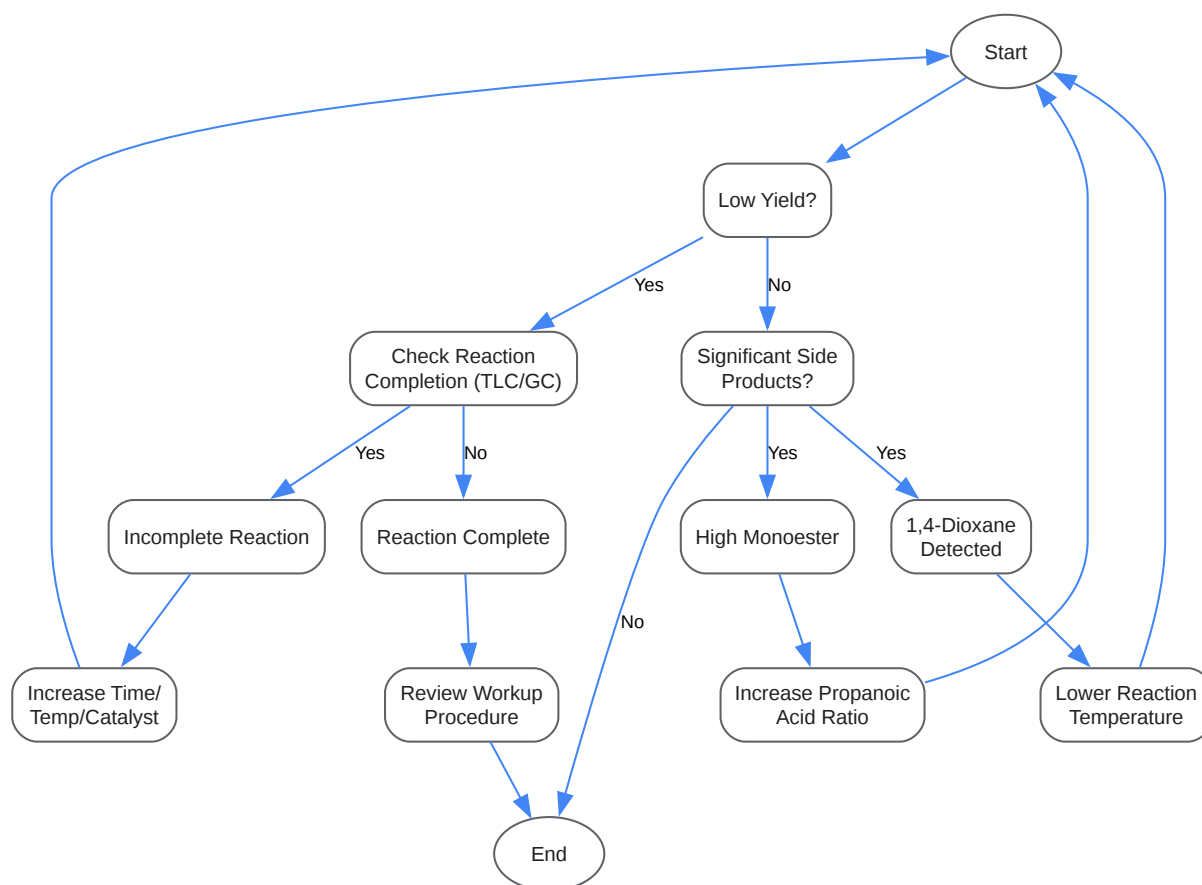 Start
Low Yield?
Yes
No
Check Reaction
Completion (TLC/GC)
Significant Side
Products?
Yes
No
Yes
Yes
Incomplete Reaction
Reaction Complete
High Monoester
1,4-Dioxane
Detected
No
Increase Time/
Temp/Catalyst
Review Workup
Procedure
Increase Propanoic
Acid Ratio
Lower Reaction
Temperature
End